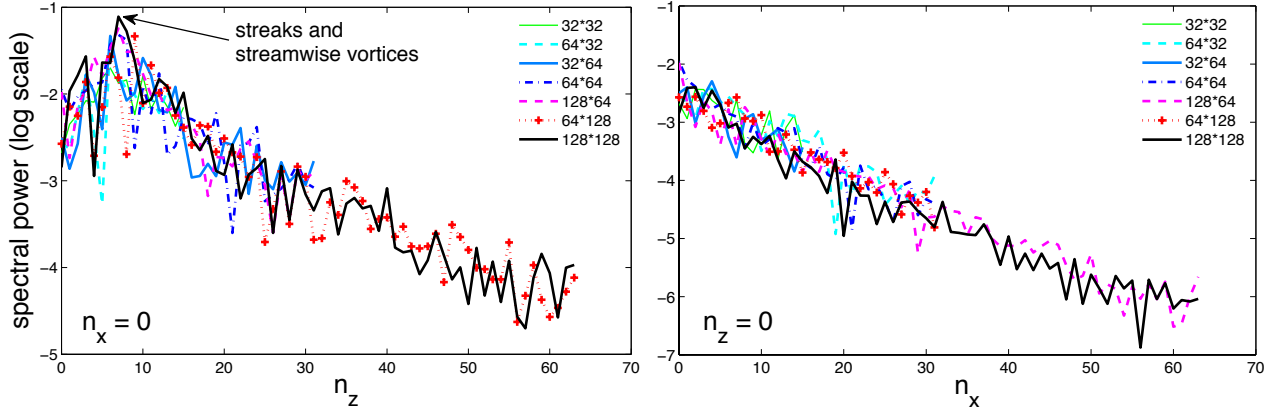 streaks and
streamwise vortices
32*32
64*32
32*64
64*64
128*64
64*128
128*128
spectral power (log scale)
−1
−2
−3
−4
−5
n_x = 0
0 10 20 30 40 50 60 70
n_z
32*32
64*32
32*64
64*64
128*64
64*128
128*128
−1
−2
−3
−4
−5
−6
−7
n_z = 0
0 10 20 30 40 50 60 70
n_x